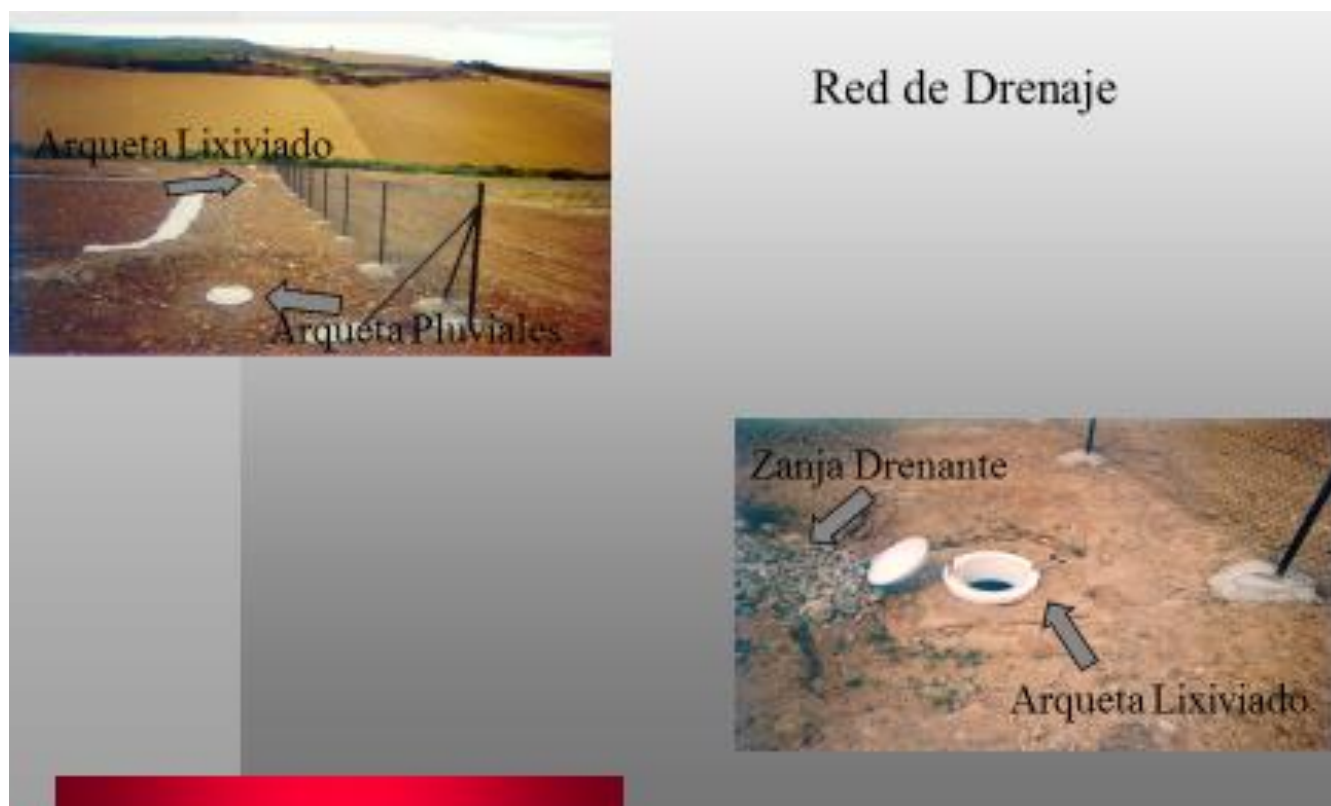 Red de Drenaje
Arqueta Lixiviado
Arqueta Pluviales
Zanja Drenante
Arqueta Lixiviado